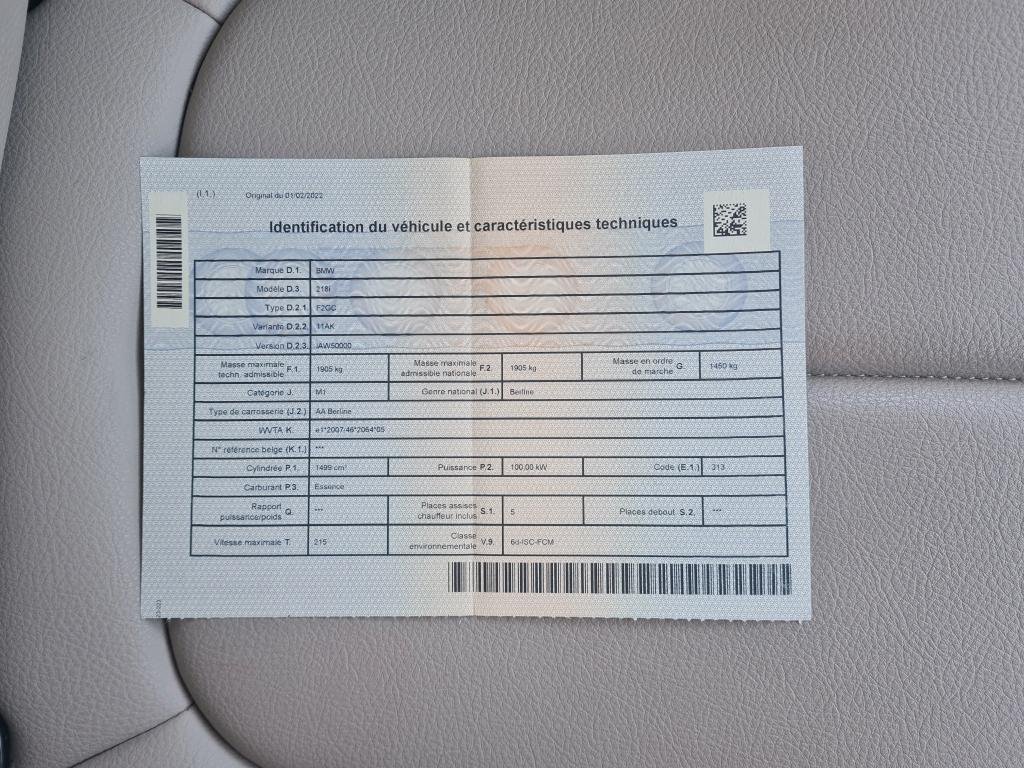 (I.1.) Original du 01/02/2022
Identification du véhicule et caractéristiques techniques
Marque D.1. BMW
Modèle D.3. 218i
Type D.2.1. F2GC
Variante D.2.2. 11AK
Version D.2.3. IAW50000
Masse maximale techn. admissible F.1. 1905 kg Masse maximale admissible nationale F.2. 1905 kg Masse en ordre de marche G. 1450 kg
Catégorie J. M1 Genre national (J.1.) Berline
Type de carrosserie (J.2.) AA Berline
WVTA K. e1*2007/46*2064*05
N° référence belge (K.1.) ***
Cylindrée P.1. 1499 cm³ Puissance P.2. 100.00 kW Code (E.1.) 313
Carburant P.3. Essence
Rapport puissance/poids Q. *** Places assises chauffeur inclus S.1. 5 Places debout S.2. ***
Vitesse maximale T. 215 Classe environnementale V.9. 6d-ISC-FCM